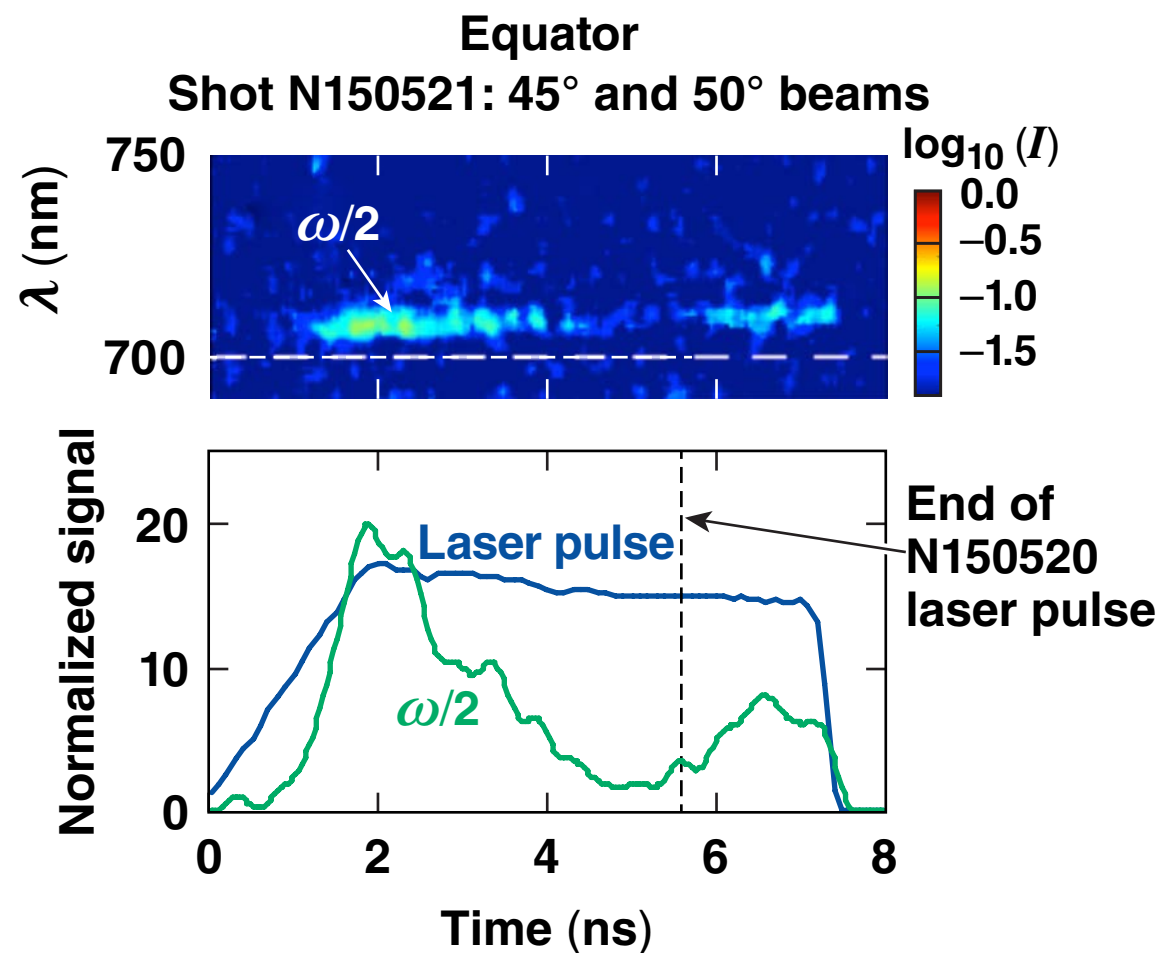 Equator
Shot N150521: 45° and 50° beams
λ (nm)
750
700
ω/2
log10 (I)
0.0
–0.5
–1.0
–1.5
Normalized signal
20
10
0
Laser pulse
ω/2
End of
N150520
laser pulse
0 2 4 6 8
Time (ns)